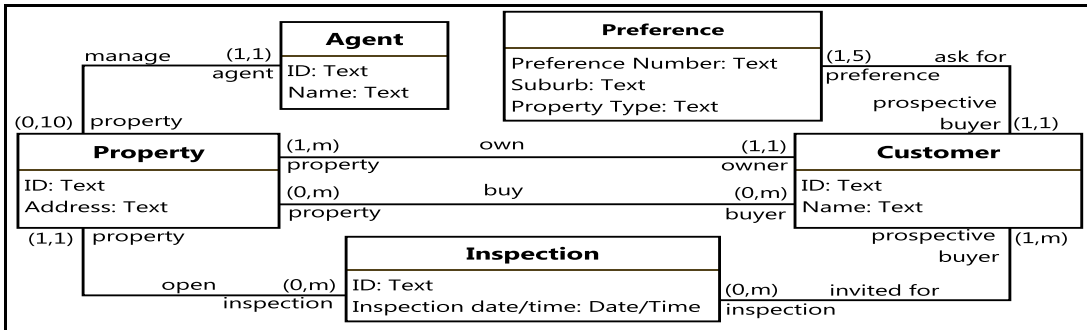 manage
(1,1)
agent
Agent
ID: Text
Name: Text
Preference
Preference Number: Text
Suburb: Text
Property Type: Text
(1,5)
ask for
preference
prospective
buyer
(1,1)
(0,10)
property
Property
ID: Text
Address: Text
(1,m)
own
(1,1)
property
owner
(0,m)
buy
(0,m)
property
buyer
Customer
ID: Text
Name: Text
(1,1)
property
open
(0,m)
inspection
Inspection
ID: Text
Inspection date/time: Date/Time
(0,m)
invited for
inspection
prospective
buyer
(1,m)